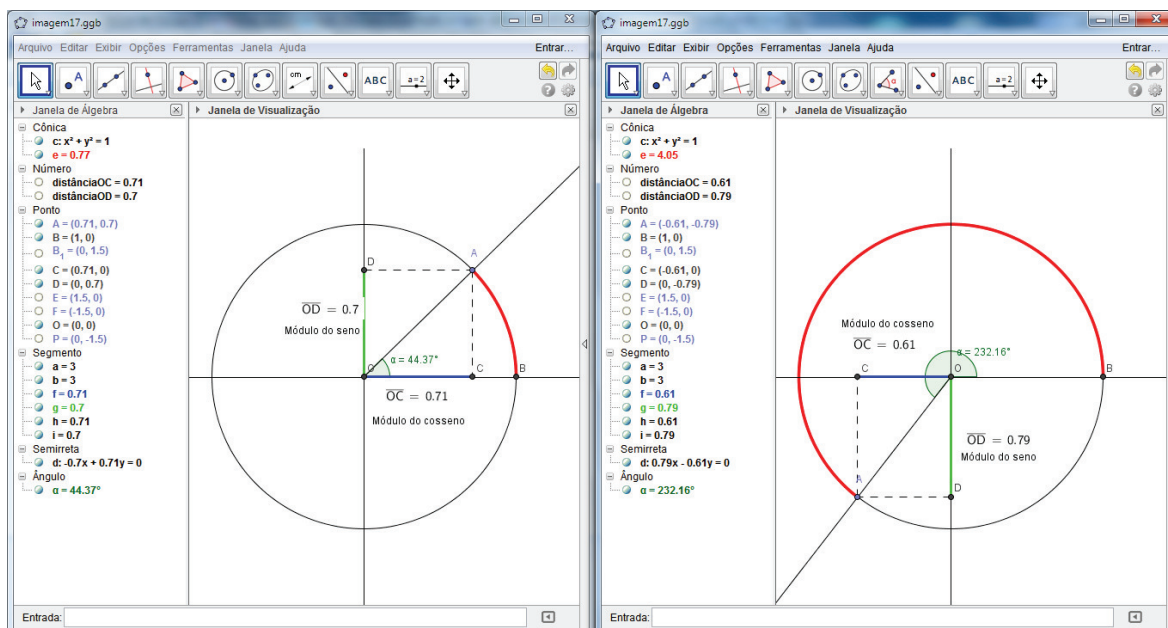 imagem17.ggb
Arquivo Editar Exibir Opções Ferramentas Janela Ajuda
Entrar...
A
cm
ABC
a=2
Janela de Álgebra
Janela de Visualização
Cônica
c: x² + y² = 1
e = 0.77
Número
distânciaOC = 0.71
distânciaOD = 0.7
Ponto
A = (0.71, 0.7)
B = (1, 0)
B₁ = (0, 1.5)
C = (0.71, 0)
D = (0, 0.7)
E = (1.5, 0)
F = (-1.5, 0)
O = (0, 0)
P = (0, -1.5)
Segmento
a = 3
b = 3
f = 0.71
g = 0.7
h = 0.71
i = 0.7
Semirreta
d: -0.7x + 0.71y = 0
Ângulo
α = 44.37°
D
A
OD = 0.7
Módulo do seno
α = 44.37°
O
C
B
OC = 0.71
Módulo do cosseno
Entrada:
imagem17.ggb
Arquivo Editar Exibir Opções Ferramentas Janela Ajuda
Entrar...
A
ABC
a=2
Janela de Álgebra
Janela de Visualização
Cônica
c: x² + y² = 1
e = 4.05
Número
distânciaOC = 0.61
distânciaOD = 0.79
Ponto
A = (-0.61, -0.79)
B = (1, 0)
B₁ = (0, 1.5)
C = (-0.61, 0)
D = (0, -0.79)
E = (1.5, 0)
F = (-1.5, 0)
O = (0, 0)
P = (0, -1.5)
Segmento
a = 3
b = 3
f = 0.61
g = 0.79
h = 0.61
i = 0.79
Semirreta
d: 0.79x - 0.61y = 0
Ângulo
α = 232.16°
Módulo do cosseno
OC = 0.61
α = 232.16°
C
O
B
OD = 0.79
Módulo do seno
A
D
Entrada: